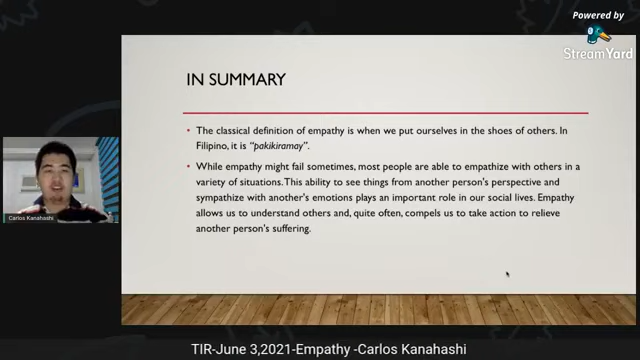 Powered by
StreamYard
IN SUMMARY
• The classical definition of empathy is when we put ourselves in the shoes of others. In
Filipino, it is "pakikiramay".
• While empathy might fail sometimes, most people are able to empathize with others in a
variety of situations. This ability to see things from another person's perspective and
sympathize with another's emotions plays an important role in our social lives. Empathy
allows us to understand others and, quite often, compels us to take action to relieve
another person's suffering.
Carlos Kanahashi
TIR-June 3,2021-Empathy -Carlos Kanahashi